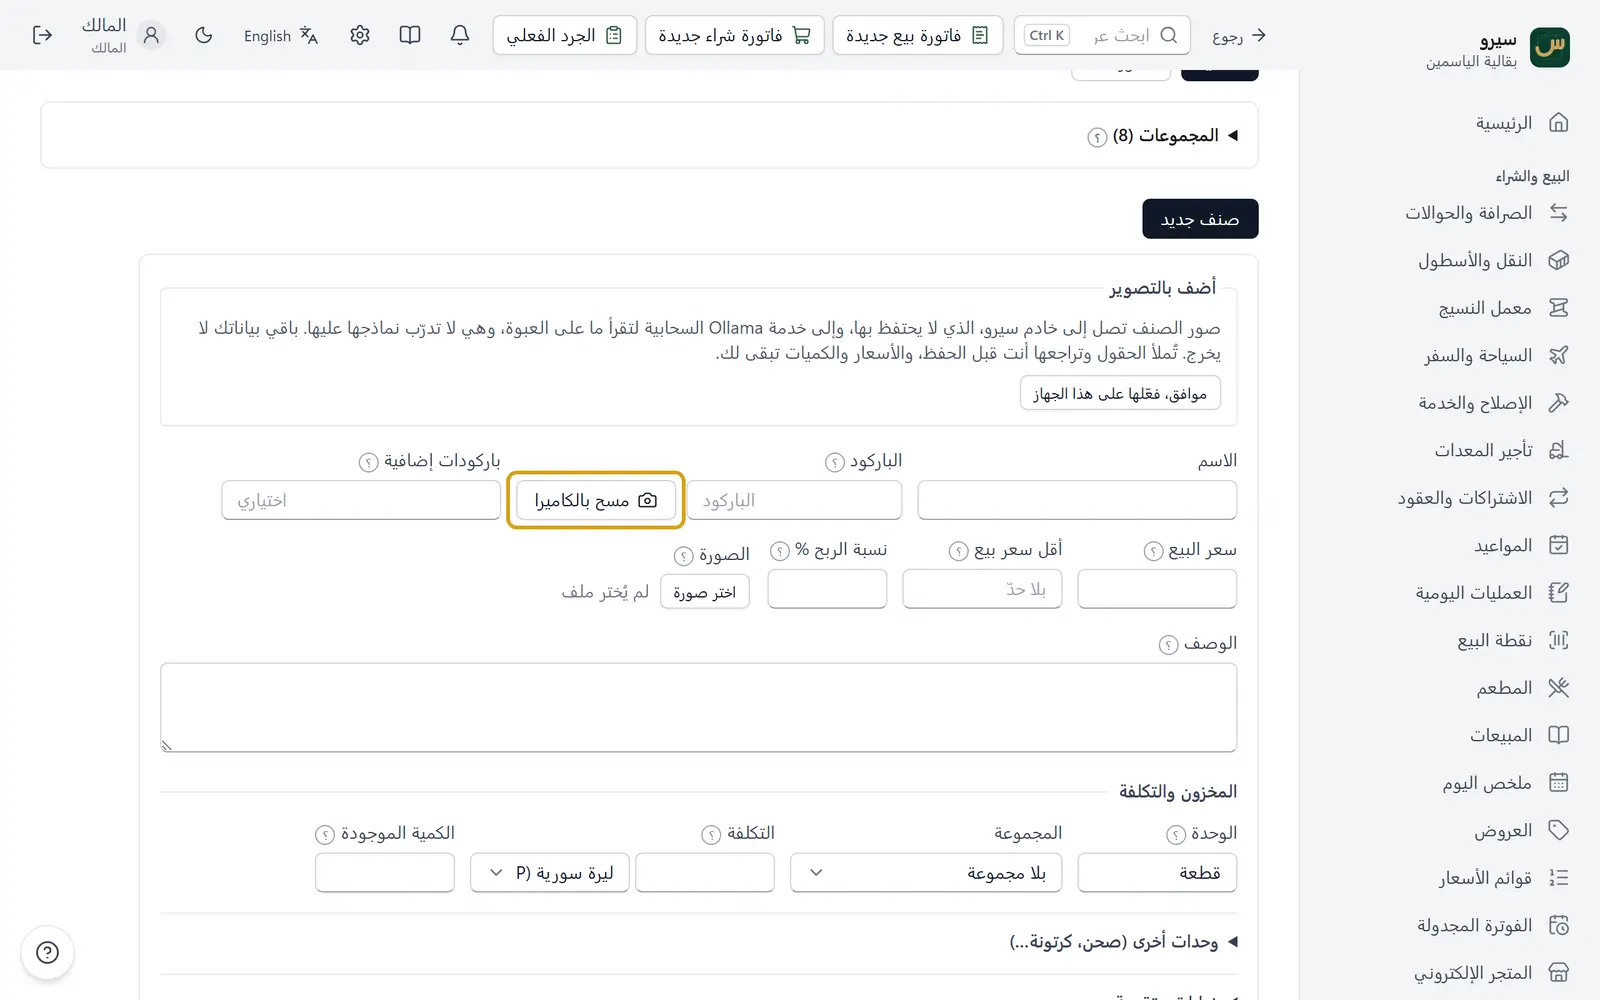 سيرو
بقالية الياسمين
رجوع
ابحث عن
Ctrl K
فاتورة بيع جديدة
فاتورة شراء جديدة
الجرد الفعلي
English
المالك
المالك
الرئيسية
البيع والشراء
الصرافة والحوالات
النقل والأسطول
معمل النسيج
السياحة والسفر
الإصلاح والخدمة
تأجير المعدات
الاشتراكات والعقود
المواعيد
العمليات اليومية
نقطة البيع
المطعم
المبيعات
ملخص اليوم
العروض
قوائم الأسعار
الفوترة المجدولة
المتجر الإلكتروني
المجموعات (8) ؟
صنف جديد
أضف بالتصوير
صور الصنف تصل إلى خادم سيرو، الذي لا يحتفظ بها، وإلى خدمة Ollama السحابية لتقرأ ما على العبوة، وهي لا تدرّب نماذجها عليها. باقي بياناتك لا
يخرج. تُملأ الحقول وتراجعها أنت قبل الحفظ، والأسعار والكميات تبقى لك.
موافق، فعّلها على هذا الجهاز
الاسم
الباركود ؟
باركودات إضافية ؟
الباركود
مسح بالكاميرا
اختياري
سعر البيع ؟
أقل سعر بيع ؟
نسبة الربح % ؟
الصورة ؟
بلا حدّ
اختر صورة
لم يُختر ملف
الوصف ؟
المخزون والتكلفة
الوحدة ؟
المجموعة
التكلفة ؟
الكمية الموجودة ؟
قطعة
بلا مجموعة
ليرة سورية (P
وحدات أخرى (صحن، كرتونة...)